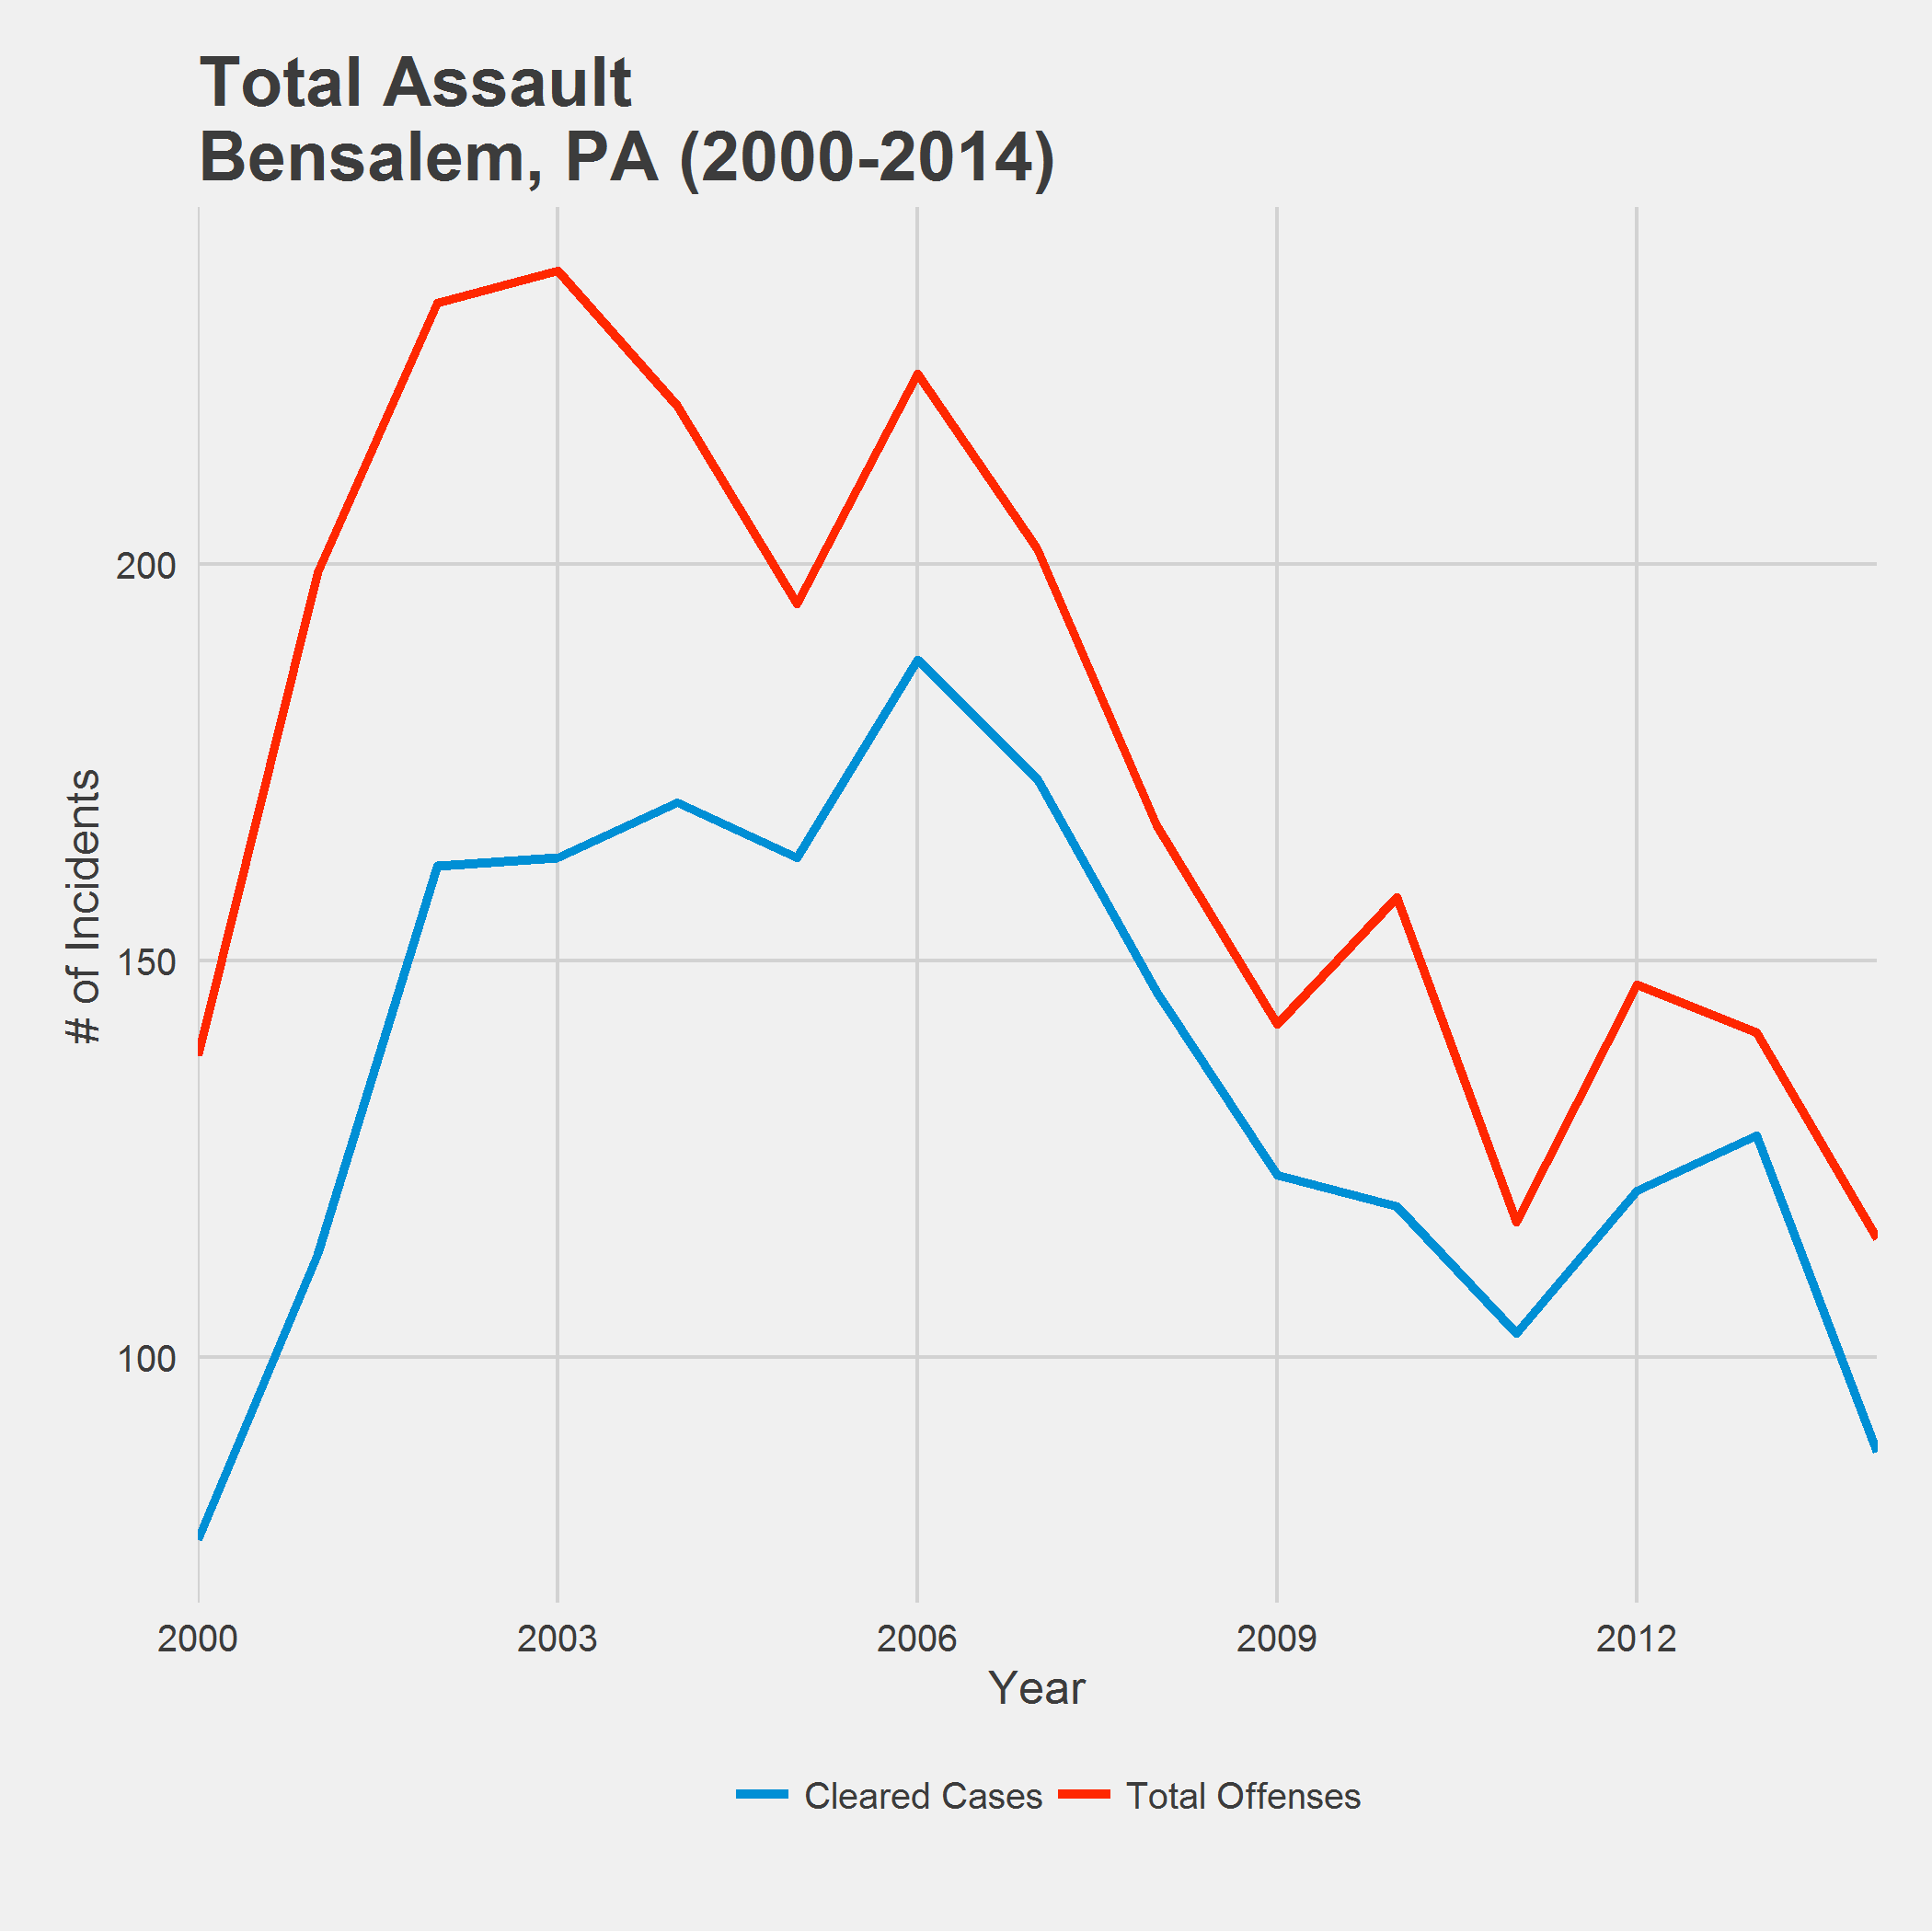 Total Assault
Bensalem, PA (2000-2014)
# of Incidents
200
150
100
2000 2003 2006 2009 2012
Year
Cleared Cases Total Offenses